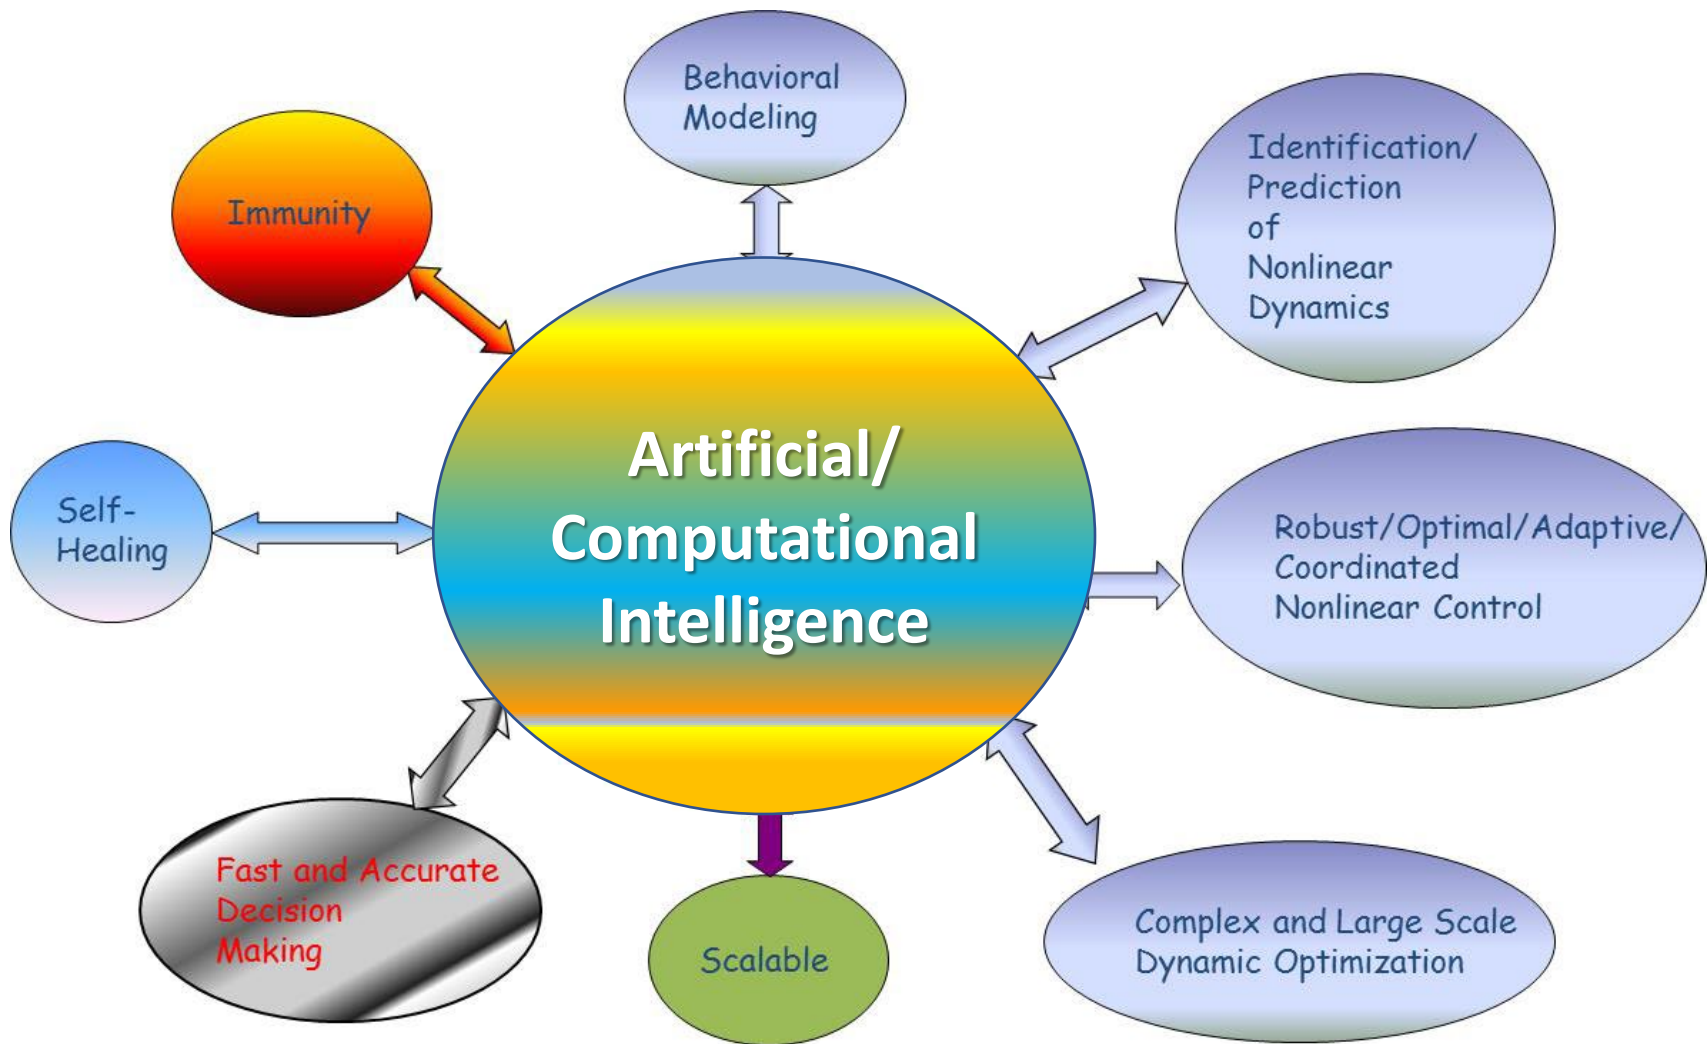 Behavioral
Modeling
Identification/
Prediction
of
Nonlinear
Dynamics
Immunity
Artificial/
Computational
Intelligence
Self-
Healing
Robust/Optimal/Adaptive/
Coordinated
Nonlinear Control
Fast and Accurate
Decision
Making
Scalable
Complex and Large Scale
Dynamic Optimization